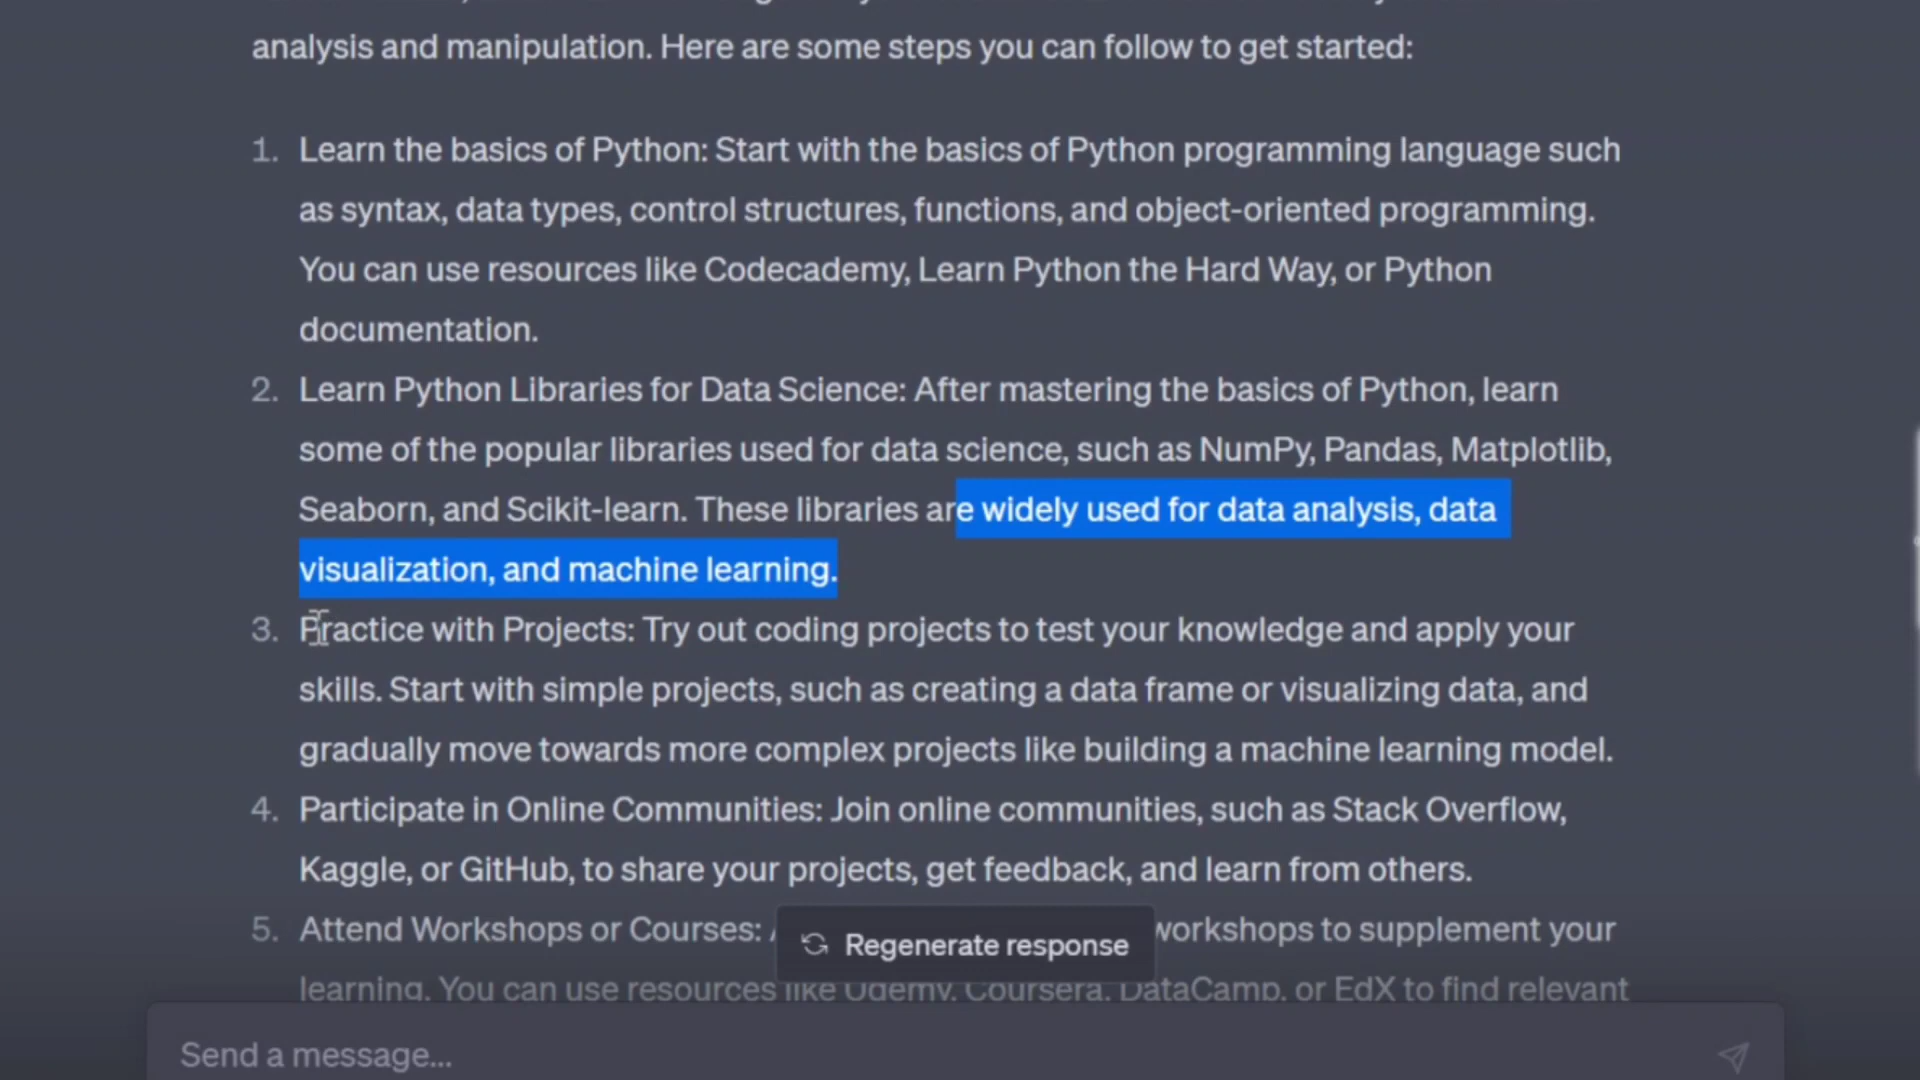 analysis and manipulation. Here are some steps you can follow to get started:
1. Learn the basics of Python: Start with the basics of Python programming language such
as syntax, data types, control structures, functions, and object-oriented programming.
You can use resources like Codecademy, Learn Python the Hard Way, or Python
documentation.
2. Learn Python Libraries for Data Science: After mastering the basics of Python, learn
some of the popular libraries used for data science, such as NumPy, Pandas, Matplotlib,
Seaborn, and Scikit-learn. These libraries are widely used for data analysis, data
visualization, and machine learning.
3. Practice with Projects: Try out coding projects to test your knowledge and apply your
skills. Start with simple projects, such as creating a data frame or visualizing data, and
gradually move towards more complex projects like building a machine learning model.
4. Participate in Online Communities: Join online communities, such as Stack Overflow,
Kaggle, or GitHub, to share your projects, get feedback, and learn from others.
5. Attend Workshops or Courses: workshops to supplement your
Regenerate response
learning. You can use resources like Udemy, Coursera, DataCamp, or EdX to find relevant
Send a message...